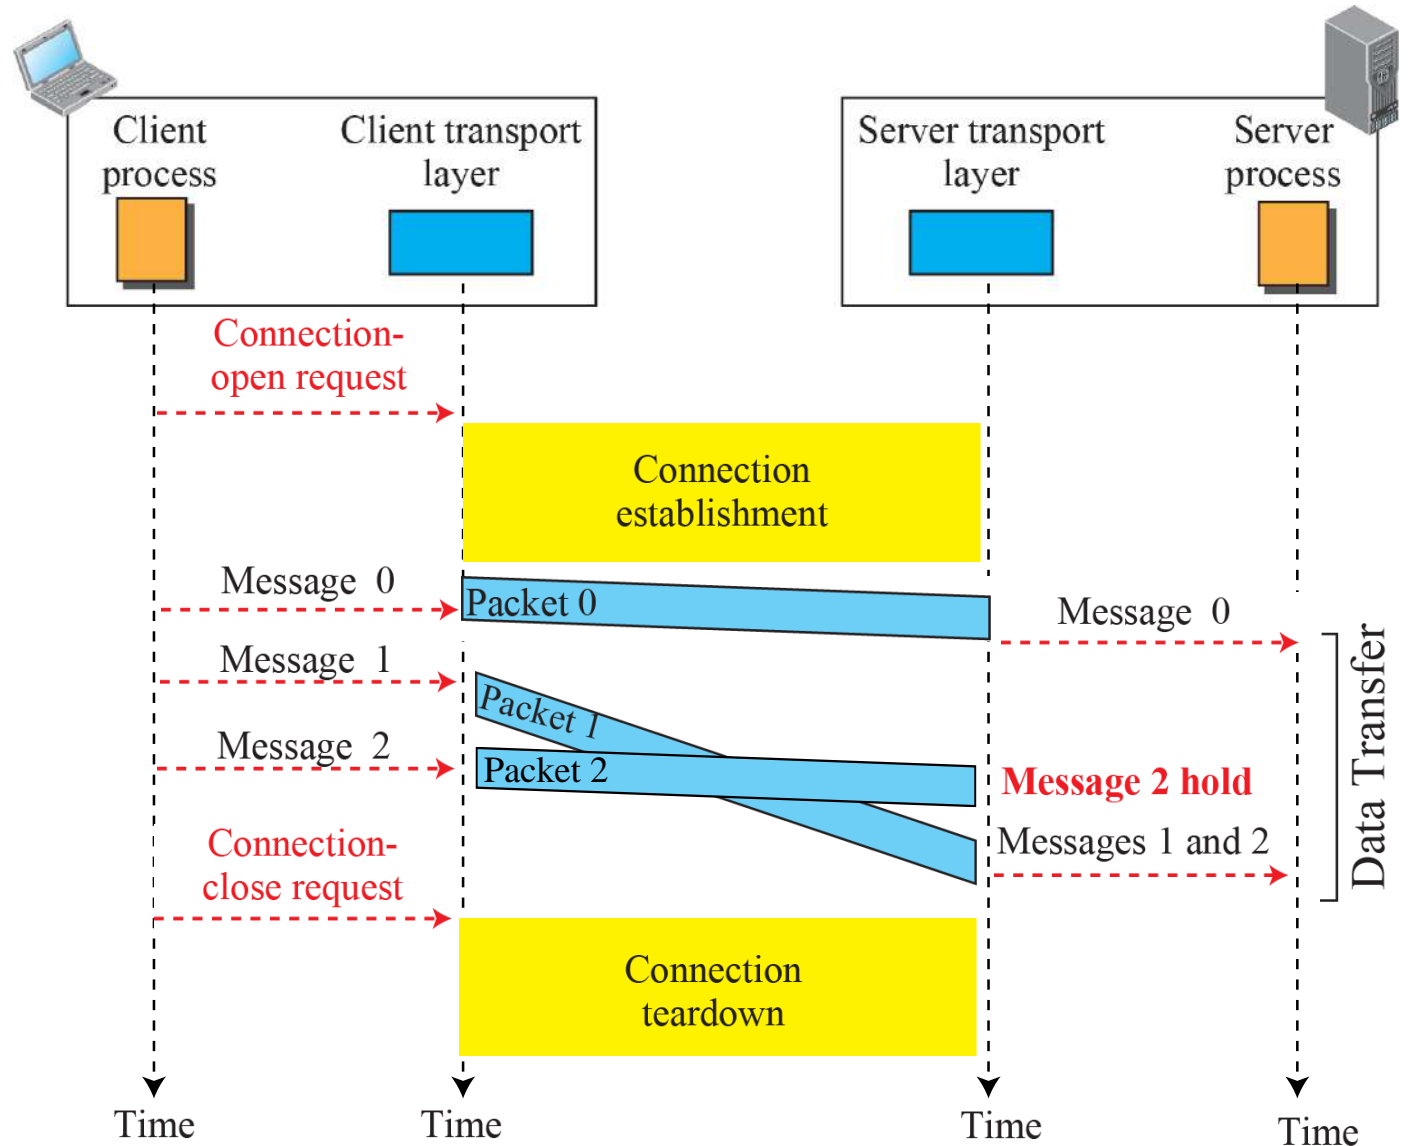 Client
process
Client transport
layer
Server transport
layer
Server
process
Connection-
open request
Connection
establishment
Message 0
Packet 0
Message 0
Message 1
Packet 1
Message 2
Packet 2
Message 2 hold
Messages 1 and 2
Data Transfer
Connection-
close request
Connection
teardown
Time
Time
Time
Time